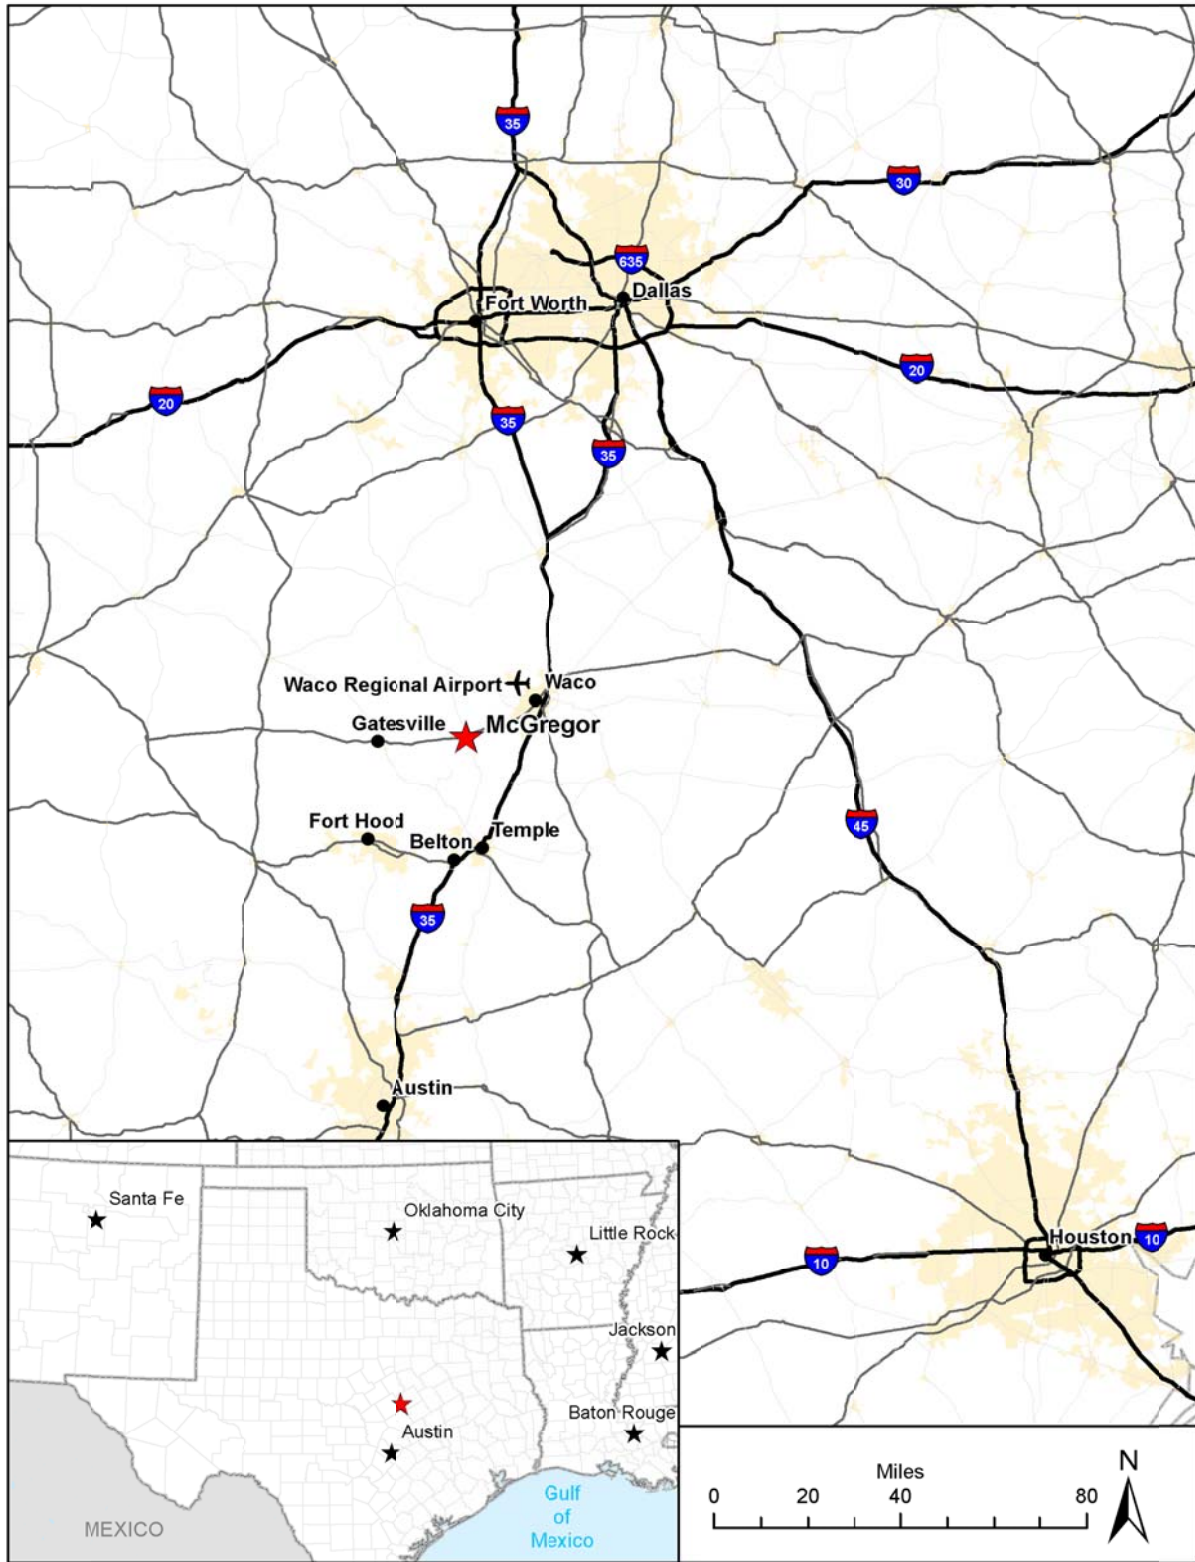 35
30
635
Dallas
Fort Worth
20
20
35
35
Waco Regional Airport
Waco
Gatesville
McGregor
Fort Hood
Belton
Temple
45
35
Austin
Houston
10
10
Santa Fe
Oklahoma City
Little Rock
Jackson
Baton Rouge
Austin
Gulf
of
Mexico
MEXICO
Miles
0 20 40 80
N